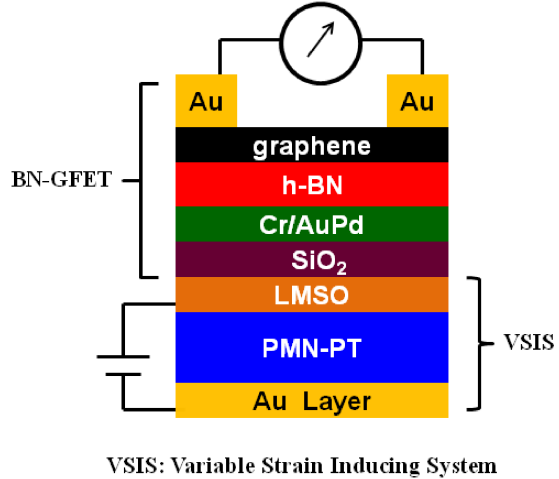 Au Au
graphene
BN-GFET
h-BN
Cr/AuPd
SiO₂
LMSO
PMN-PT
VSIS
Au Layer
VSIS: Variable Strain Inducing System